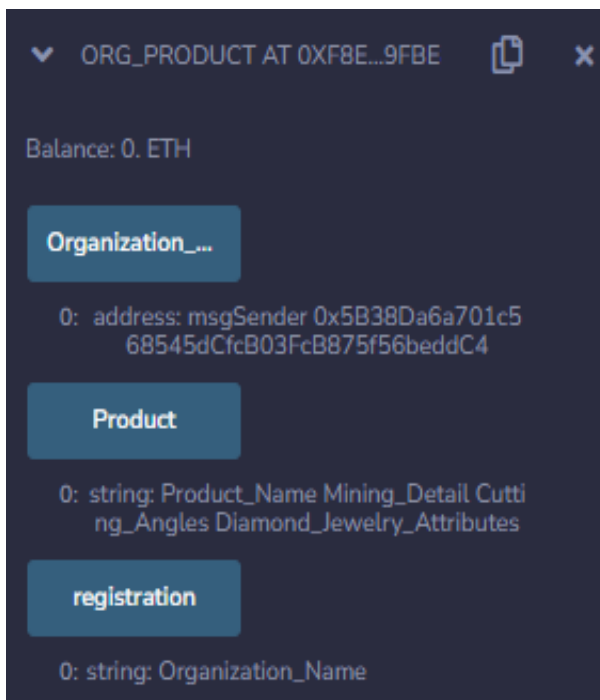 ORG_PRODUCT AT 0XF8E...9FBE
Balance: 0. ETH
Organization_...
0: address: msgSender 0x5B38Da6a701c5
68545dCfcB03FcB875f56beddC4
Product
0: string: Product_Name Mining_Detail Cutti
ng_Angles Diamond_Jewelry_Attributes
registration
0: string: Organization_Name